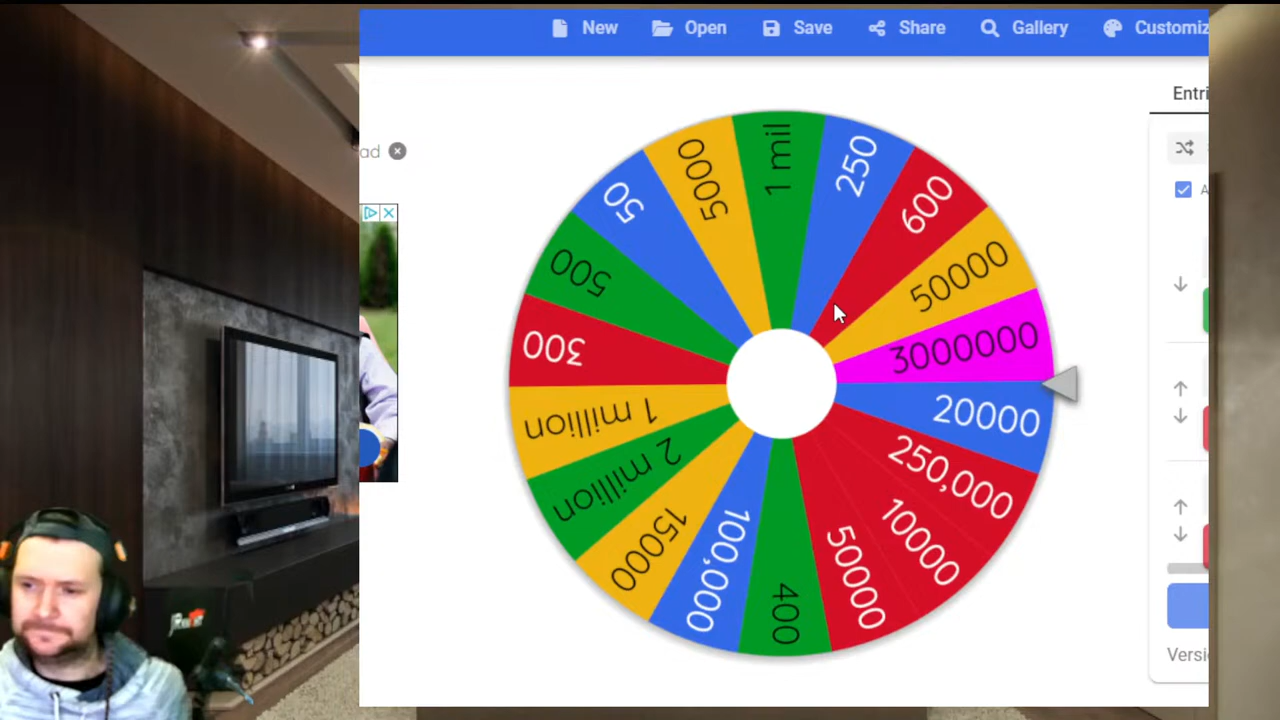 New
Open
Save
Share
Gallery
Customiz
Entri
ad
A
1 mil
250
600
50000
3000000
20000
250,000
10000
50000
400
100,000
15000
2 million
1 million
300
500
50
5000
Versi